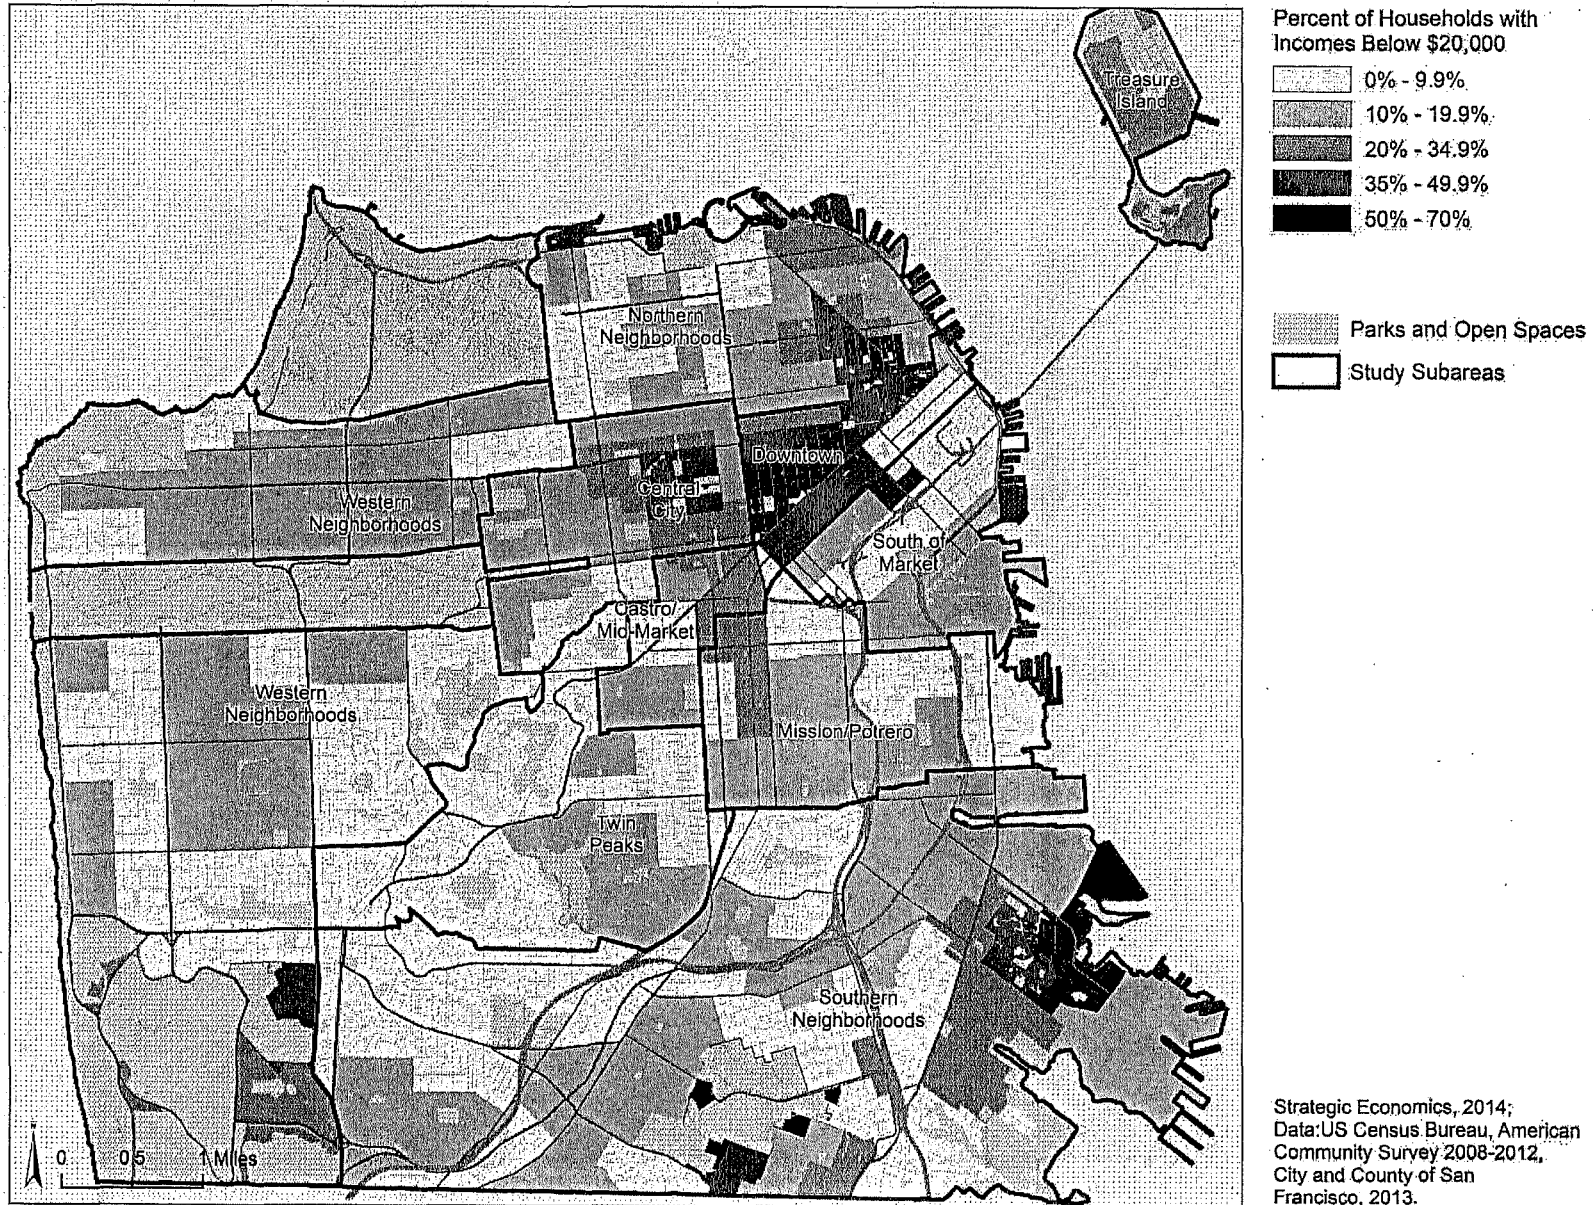 Percent of Households with
Incomes Below $20,000
0% - 9.9%
10% - 19.9%
20% - 34.9%
35% - 49.9%
50% - 70%
Parks and Open Spaces
Study Subareas
Treasure
Island
Northern
Neighborhoods
Downtown
Central
City
Western
Neighborhoods
South of
Market
Castro/
Mid-Market
Western
Neighborhoods
Mission/Potrero
Twin
Peaks
Southern
Neighborhoods
0 0.5 1 Miles
Strategic Economics, 2014;
Data:US Census Bureau, American
Community Survey 2008-2012,
City and County of San
Francisco, 2013.